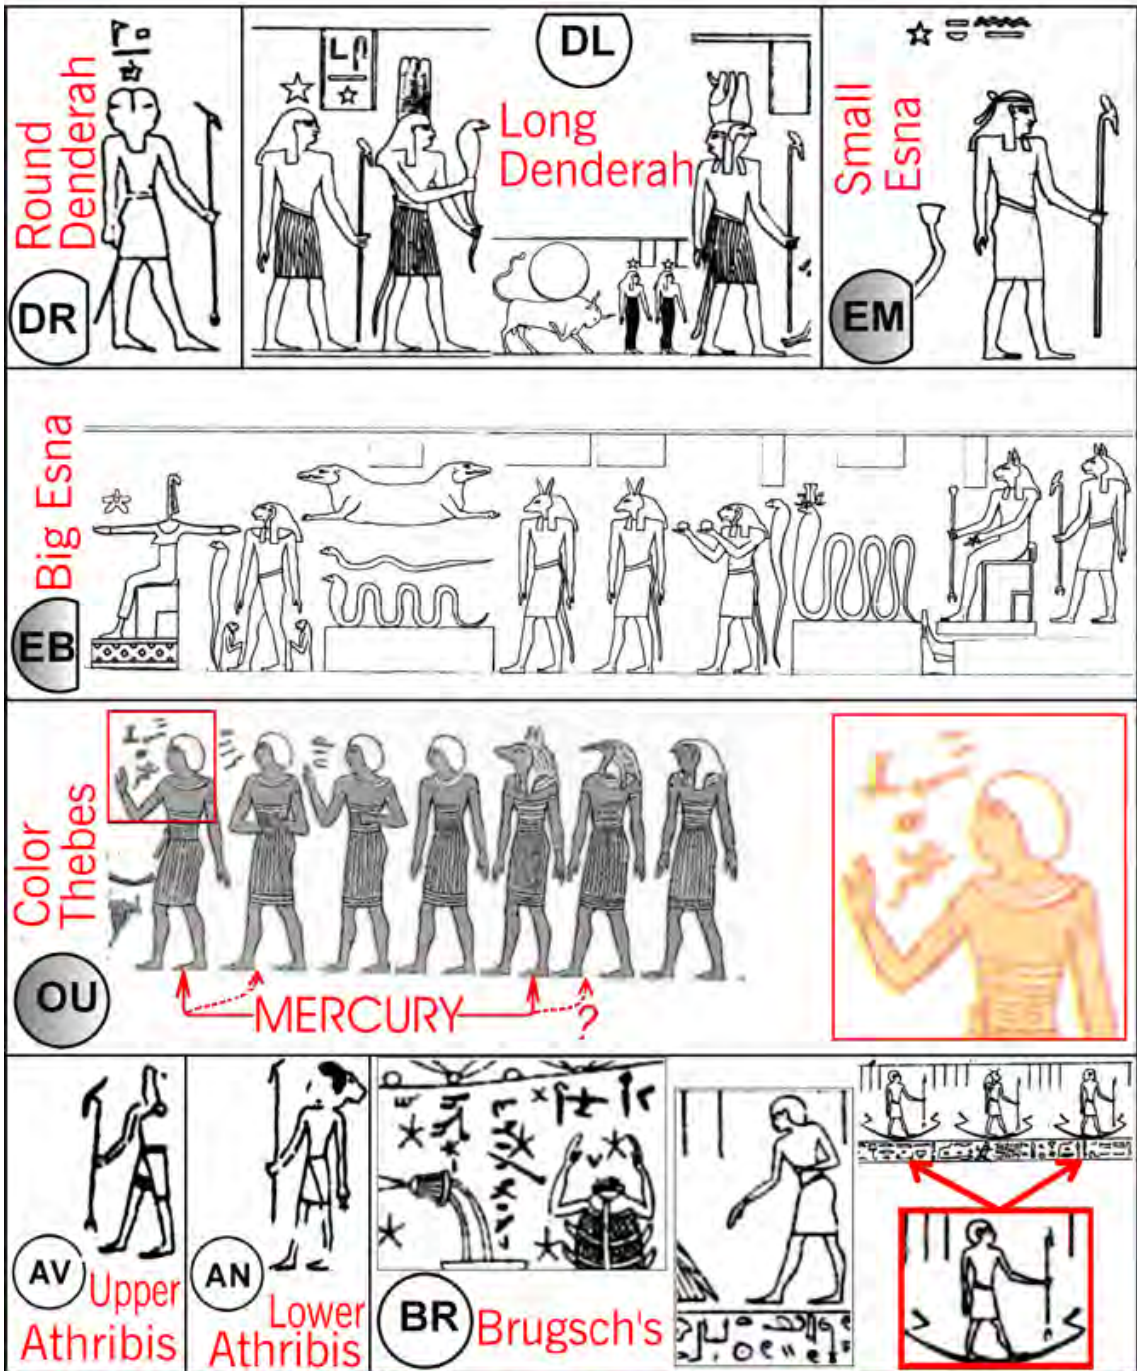 Round
Denderah
DR
DL
Long
Denderah
Small
Esna
EM
Big Esna
EB
Color
Thebes
OU
MERCURY
?
AV
Upper
Athribis
AN
Lower
Athribis
BR
Brugsch's